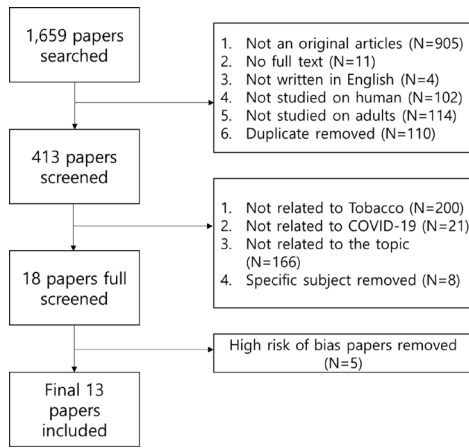 1,659 papers
searched
1. Not an original articles (N=905)
2. No full text (N=11)
3. Not written in English (N=4)
4. Not studied on human (N=102)
5. Not studied on adults (N=114)
6. Duplicate removed (N=110)
413 papers
screened
1. Not related to Tobacco (N=200)
2. Not related to COVID-19 (N=21)
3. Not related to the topic
(N=166)
4. Specific subject removed (N=8)
18 papers full
screened
High risk of bias papers removed
(N=5)
Final 13
papers
included